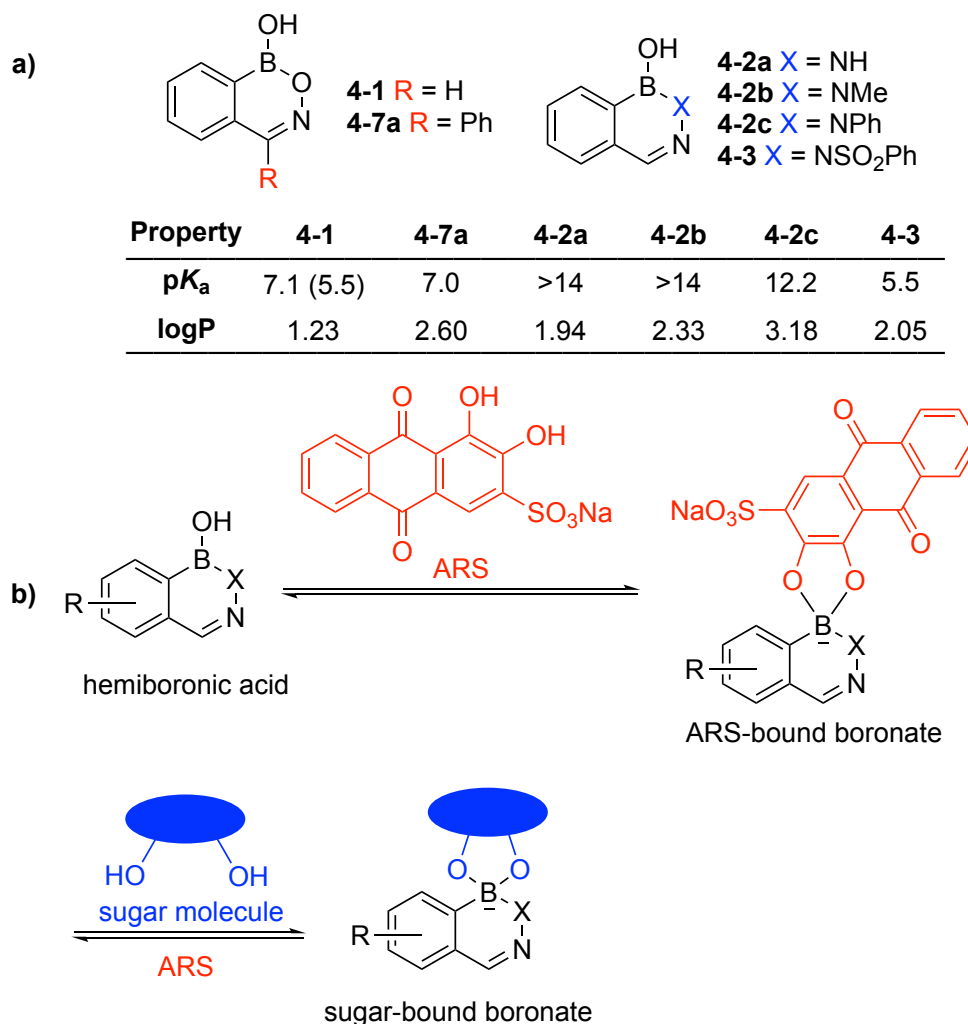 a)
OH
B
O
N
R
4-1 R = H
4-7a R = Ph
OH
B
X
N
4-2a X = NH
4-2b X = NMe
4-2c X = NPh
4-3 X = NSO₂Ph
Property 4-1 4-7a 4-2a 4-2b 4-2c 4-3
pKₐ 7.1 (5.5) 7.0 >14 >14 12.2 5.5
logP 1.23 2.60 1.94 2.33 3.18 2.05
b)
OH
B
X
N
R
hemiboronic acid
O
OH
OH
SO₃Na
O
ARS
O
NaO₃S
O
O
O
B
X
N
R
ARS-bound boronate
HO
OH
sugar molecule
ARS
O
O
B
X
N
R
sugar-bound boronate